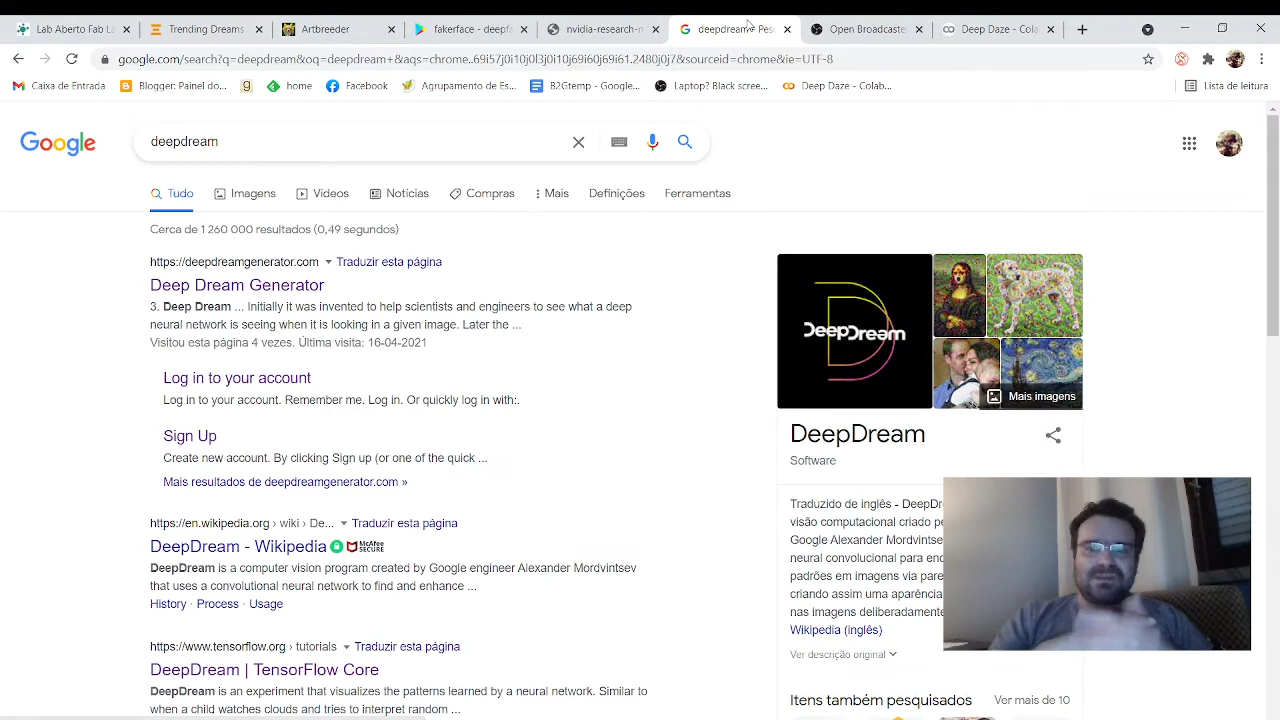 Lab Aberto Fab La
Trending Dreams
Artbreeder
fakerface - deepfa
nvidia-research-m
deepdream - Pesq
Open Broadcaster
Deep Daze - Colab
google.com/search?q=deepdream&oq=deepdream+&aqs=chrome..69i57j0j0i10j69i60j69i61.2480j0j7&sourceid=chrome&ie=UTF-8
Caixa de Entrada
Blogger: Painel do...
home
Facebook
Agrupamento de Es...
B2Gtemp - Google...
Laptop? Black scree...
Deep Daze - Colab...
Lista de leitura
Google
deepdream
Tudo
Imagens
Vídeos
Notícias
Compras
Mais
Definições
Ferramentas
Cerca de 1 260 000 resultados (0,49 segundos)
https://deepdreamgenerator.com
Traduzir esta página
Deep Dream Generator
3. Deep Dream ... Initially it was invented to help scientists and engineers to see what a deep
neural network is seeing when it is looking in a given image. Later the ...
Visitou esta página 4 vezes. Última visita: 16-04-2021
Log in to your account
Log in to your account. Remember me. Log in. Or quickly log in with:.
Sign Up
Create new account. By clicking Sign up (or one of the quick ...
Mais resultados de deepdreamgenerator.com »
https://en.wikipedia.org › wiki › De...
Traduzir esta página
DeepDream - Wikipedia
McAfee
SECURE
DeepDream is a computer vision program created by Google engineer Alexander Mordvintsev
that uses a convolutional neural network to find and enhance ...
History · Process · Usage
https://www.tensorflow.org › tutorials
Traduzir esta página
DeepDream | TensorFlow Core
DeepDream is an experiment that visualizes the patterns learned by a neural network. Similar to
when a child watches clouds and tries to interpret random ...
DeepDream
Mais imagens
DeepDream
Software
Traduzido de inglês - DeepDr
visão computacional criado pe
Google Alexander Mordvintsev
neural convolucional para enc
padrões em imagens via pare
criando assim uma aparência
nas imagens deliberadamente
Wikipedia (inglês)
Ver descrição original
Itens também pesquisados
Ver mais de 10